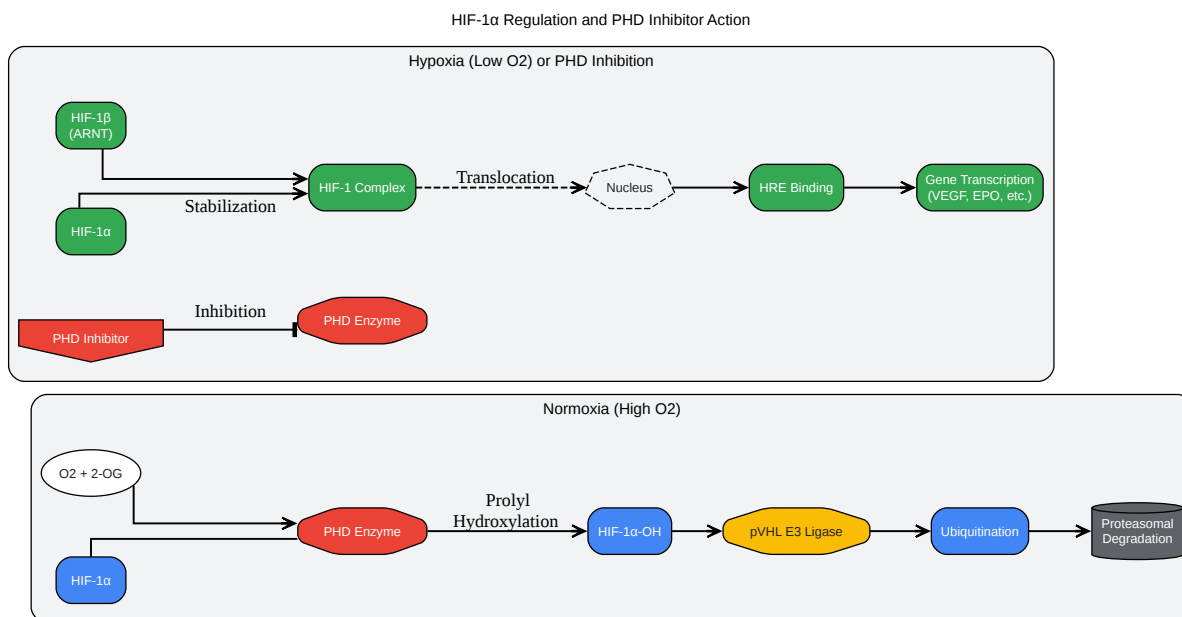 HIF-1α Regulation and PHD Inhibitor Action
Hypoxia (Low O2) or PHD Inhibition
HIF-1β
(ARNT)
HIF-1α
Stabilization
HIF-1 Complex
Translocation
Nucleus
HRE Binding
Gene Transcription
(VEGF, EPO, etc.)
PHD Inhibitor
Inhibition
PHD Enzyme
Normoxia (High O2)
O2 + 2-OG
HIF-1α
PHD Enzyme
Prolyl
Hydroxylation
HIF-1α-OH
pVHL E3 Ligase
Ubiquitination
Proteasomal
Degradation